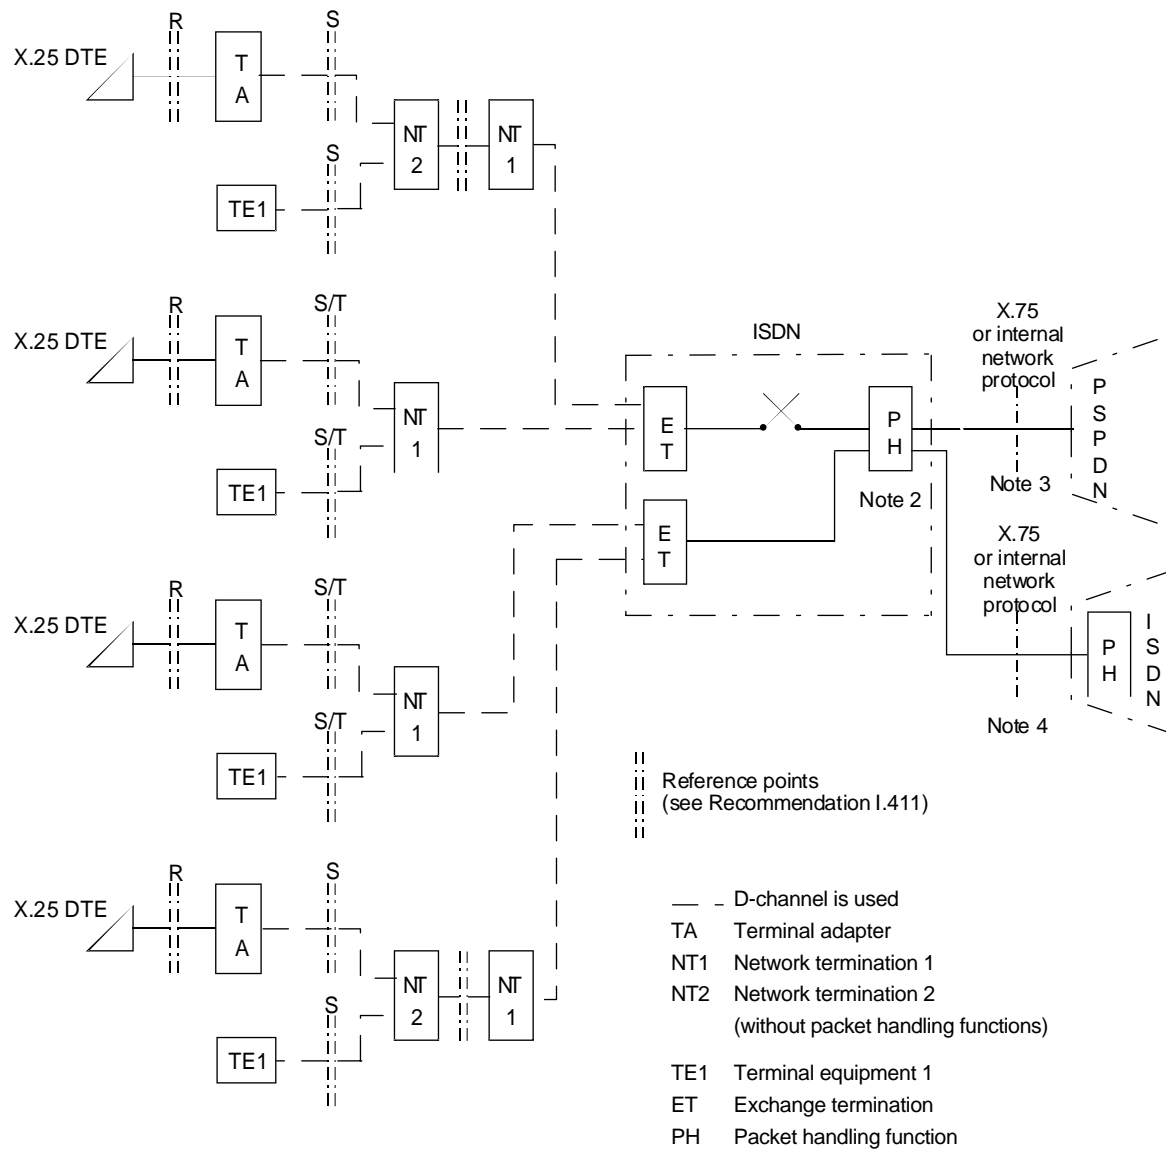 R
S
X.25 DTE
T
A
NT
2
NT
1
S
TE1
R
S/T
X.25 DTE
T
A
NT
1
S/T
TE1
ISDN
X.75
or internal
network
protocol
E
T
P
H
P
S
P
D
N
Note 3
Note 2
E
T
X.75
or internal
network
protocol
P
H
I
S
D
N
Note 4
R
S/T
X.25 DTE
T
A
NT
1
S/T
TE1
Reference points
(see Recommendation I.411)
R
S
X.25 DTE
T
A
NT
2
NT
1
S
TE1
D-channel is used
TA Terminal adapter
NT1 Network termination 1
NT2 Network termination 2
(without packet handling functions)
TE1 Terminal equipment 1
ET Exchange termination
PH Packet handling function